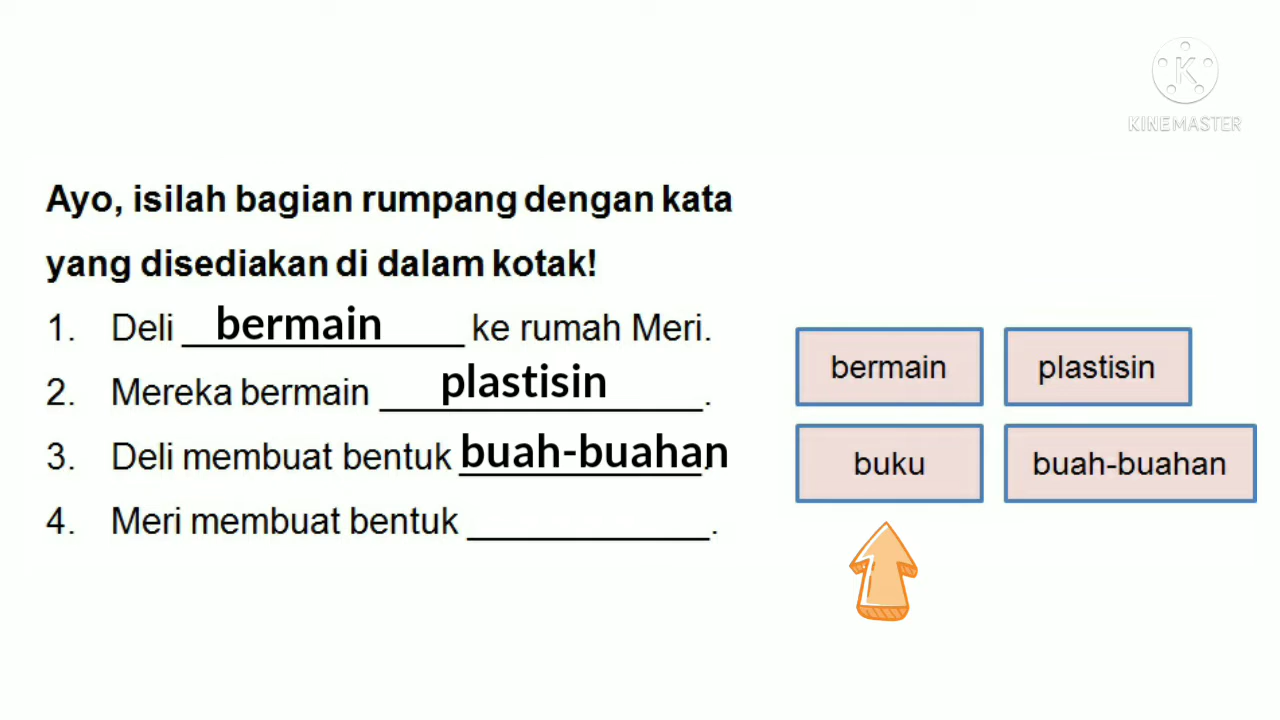 KINEMASTER
Ayo, isilah bagian rumpang dengan kata
yang disediakan di dalam kotak!
1. Deli bermain ke rumah Meri.
2. Mereka bermain plastisin.
3. Deli membuat bentuk buah-buahan.
4. Meri membuat bentuk ____________.
bermain plastisin
buku buah-buahan